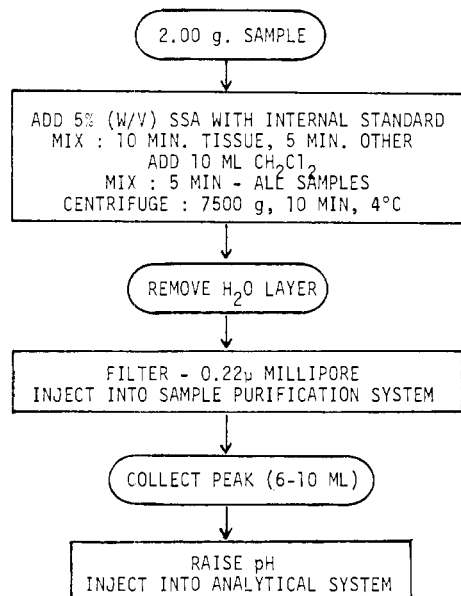 2.00 g. SAMPLE
ADD 5% (W/V) SSA WITH INTERNAL STANDARD
MIX : 10 MIN. TISSUE, 5 MIN. OTHER
ADD 10 ML CH₂Cl₂
MIX : 5 MIN - ALL SAMPLES
CENTRIFUGE : 7500 g, 10 MIN, 4°C
REMOVE H₂O LAYER
FILTER - 0.22µ MILLIPORE
INJECT INTO SAMPLE PURIFICATION SYSTEM
COLLECT PEAK (6-10 ML)
RAISE pH
INJECT INTO ANALYTICAL SYSTEM